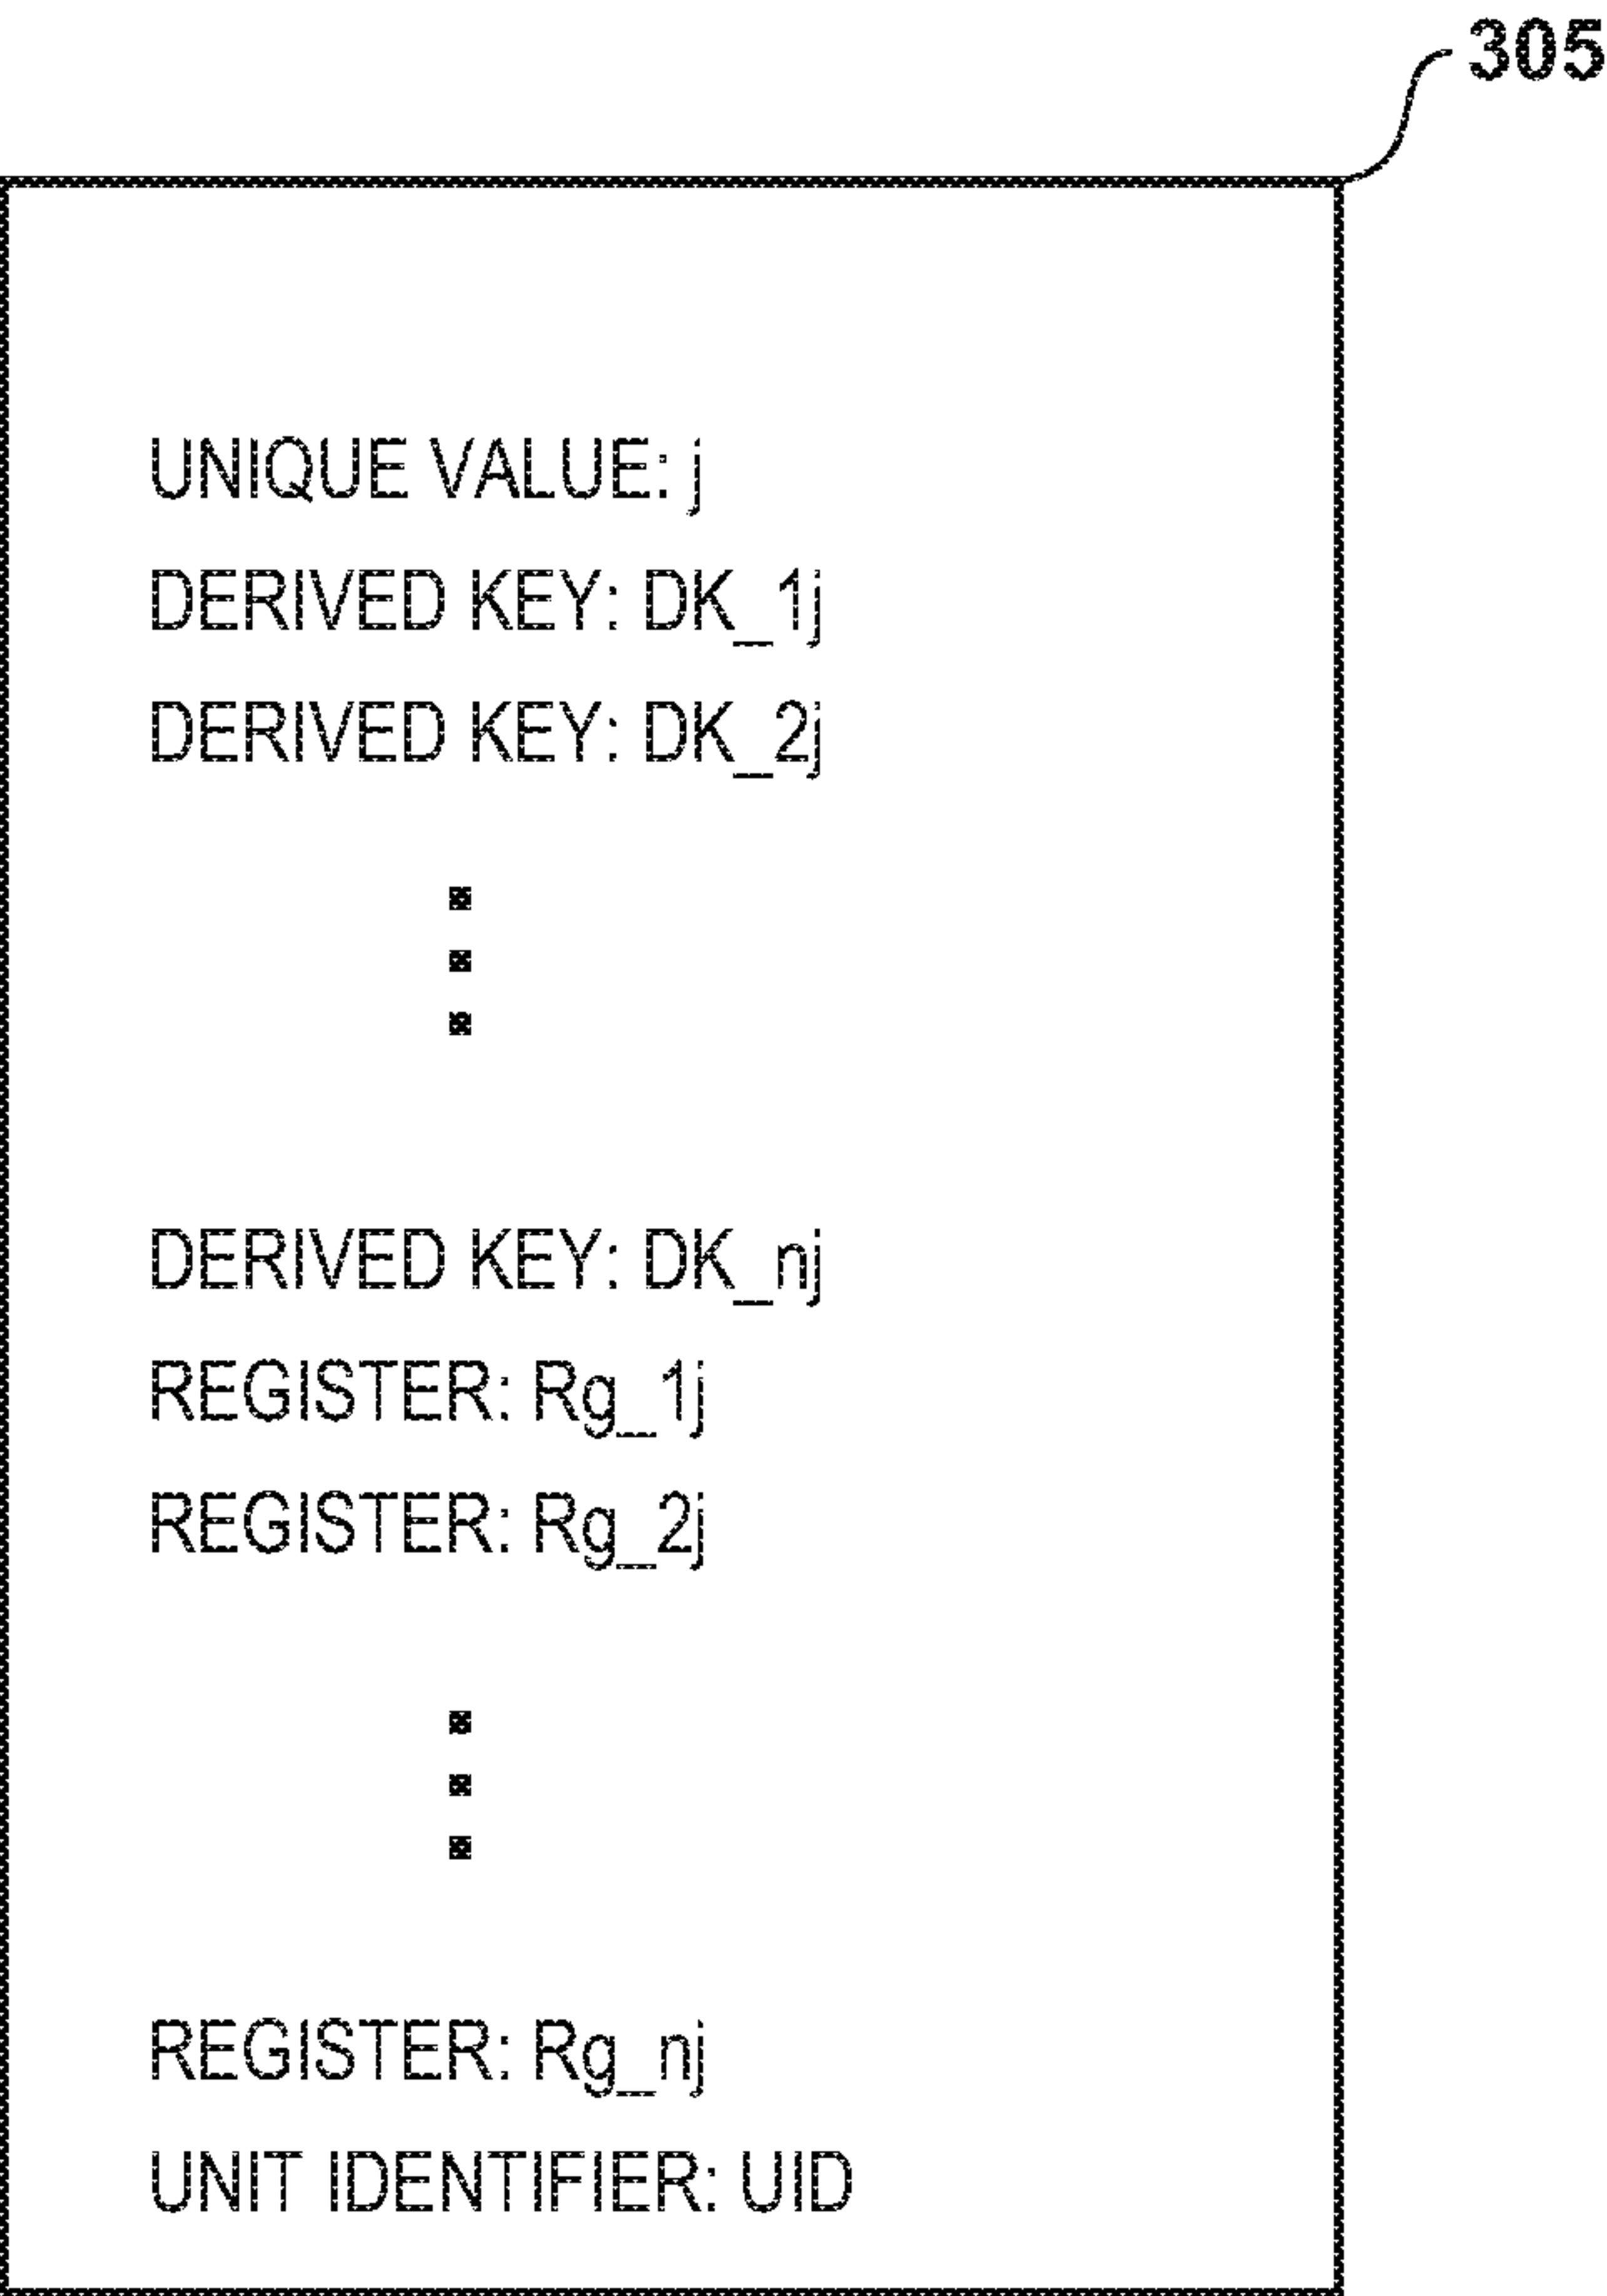 305
UNIQUE VALUE: j
DERIVED KEY: DK_1j
DERIVED KEY: DK_2j
DERIVED KEY: DK_nj
REGISTER: Rg_1j
REGISTER: Rg_2j
REGISTER: Rg_nj
UNIT IDENTIFIER: UID